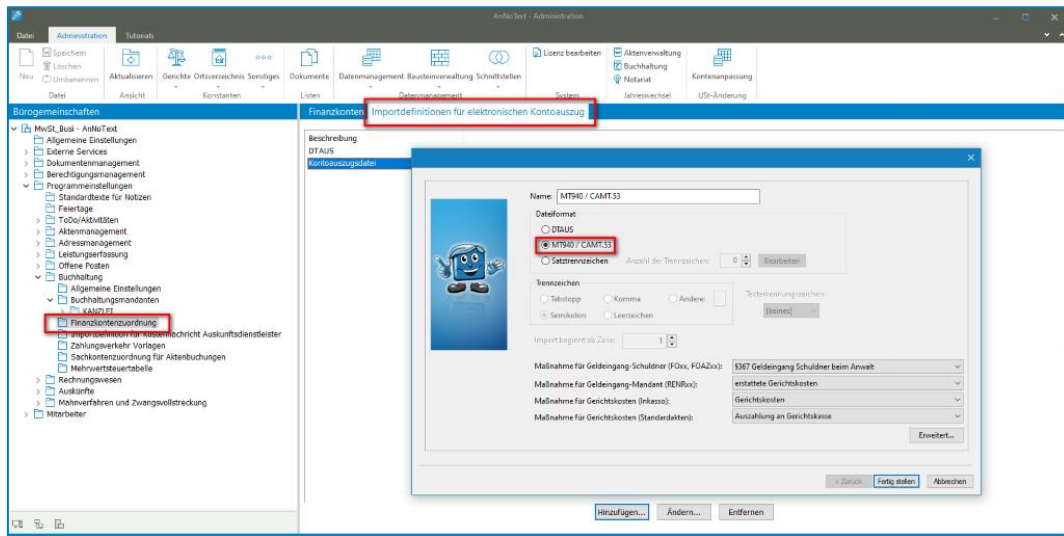 AnNoText - Administration
Datei Administration Tutorials
Speichern
Löschen
Neu Umbenennen
Aktualisieren Gerichte Ortsverzeichnis Sonstiges Dokumente Datenmanagement Bausteinverwaltung Schnittstellen
Lizenz bearbeiten
Aktenverwaltung
Buchhaltung
Notariat
Kontenanpassung
Datei Ansicht Konstanten Listen Datenmanagement System Jahreswechsel USt-Änderung
Bürogemeinschaften
MwSt_Busi - AnNoText
Allgemeine Einstellungen
Externe Services
Dokumentenmanagement
Berechtigungsmanagement
Programmeinstellungen
Standardtexte für Notizen
Feiertage
ToDo/Aktivitäten
Aktenmanagement
Adressmanagement
Leistungserfassung
Offene Posten
Buchhaltung
Allgemeine Einstellungen
Buchhaltungsmandanten
KANZLEI
Finanzkontenzuordnung
Importdefinition für Kostennachricht Auskunftsdienstleister
Zahlungsverkehr Vorlagen
Sachkontenzuordnung für Aktenbuchungen
Mehrwertsteuertabelle
Rechnungswesen
Auskünfte
Mahnverfahren und Zwangsvollstreckung
Mitarbeiter
Finanzkonten Importdefinitionen für elektronischen Kontoauszug
Beschreibung
DTAUS
Kontoauszugsdatei
Name: MT940 / CAMT.53
Dateiformat
DTAUS
MT940 / CAMT.53
Satztrennzeichen Anzahl der Trennzeichen: 0 Bearbeiten
Trennzeichen
Tabstopp Komma Andere:
Semikolon Leerzeichen
Texterkennungszeichen:
[keines]
Import beginnt ab Zeile: 1
Maßnahme für Geldeingang-Schuldner (FOxx, FOAZxx): 9367 Geldeingang Schuldner beim Anwalt
Maßnahme für Geldeingang-Mandant (RENRxx): erstattete Gerichtskosten
Maßnahme für Gerichtskosten (Inkasso): Gerichtskosten
Maßnahme für Gerichtskosten (Standardakten): Auszahlung an Gerichtskasse
Erweitert...
< Zurück Fertig stellen Abbrechen
Hinzufügen... Ändern... Entfernen